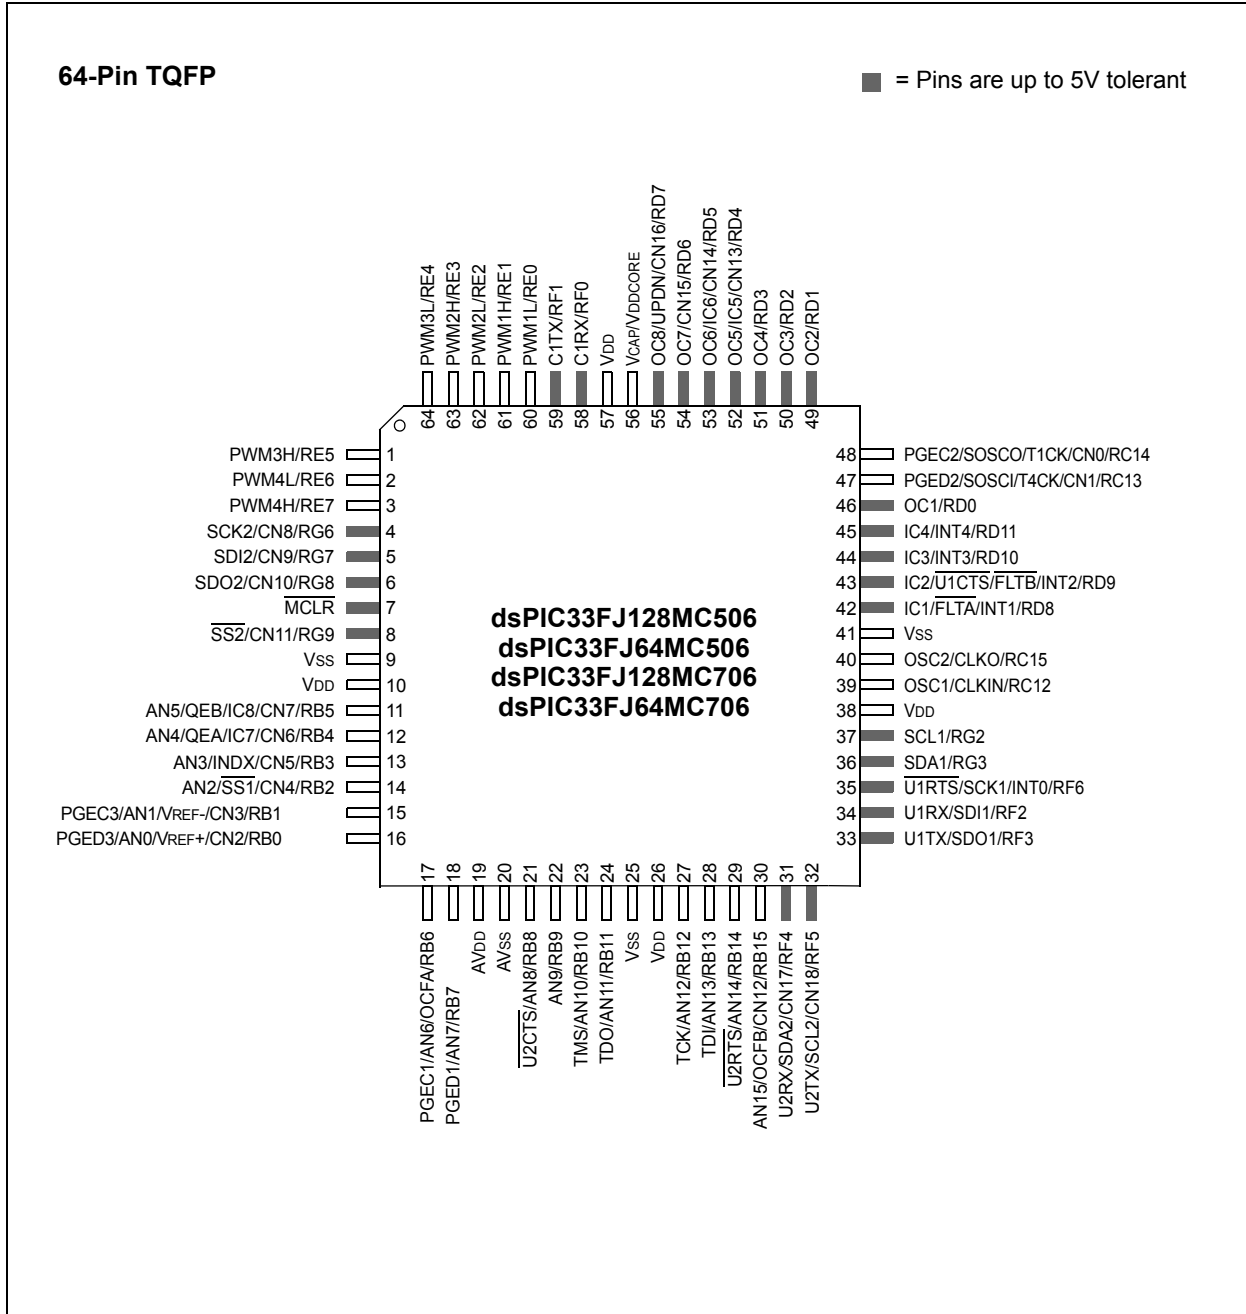 64-Pin TQFP
= Pins are up to 5V tolerant
64 PWM3L/RE4
63 PWM2H/RE3
62 PWM2L/RE2
61 PWM1H/RE1
60 PWM1L/RE0
59 C1TX/RF1
58 C1RX/RF0
57 VDD
56 VCAP/VDDCORE
55 OC8/UPDN/CN16/RD7
54 OC7/CN15/RD6
53 OC6/IC6/CN14/RD5
52 OC5/IC5/CN13/RD4
51 OC4/RD3
50 OC3/RD2
49 OC2/RD1
PWM3H/RE5 1
PWM4L/RE6 2
PWM4H/RE7 3
SCK2/CN8/RG6 4
SDI2/CN9/RG7 5
SDO2/CN10/RG8 6
MCLR 7
SS2/CN11/RG9 8
VSS 9
VDD 10
AN5/QEB/IC8/CN7/RB5 11
AN4/QEA/IC7/CN6/RB4 12
AN3/INDX/CN5/RB3 13
AN2/SS1/CN4/RB2 14
PGEC3/AN1/VREF-/CN3/RB1 15
PGED3/AN0/VREF+/CN2/RB0 16
dsPIC33FJ128MC506
dsPIC33FJ64MC506
dsPIC33FJ128MC706
dsPIC33FJ64MC706
48 PGEC2/SOSCO/T1CK/CN0/RC14
47 PGED2/SOSCI/T4CK/CN1/RC13
46 OC1/RD0
45 IC4/INT4/RD11
44 IC3/INT3/RD10
43 IC2/U1CTS/FLTB/INT2/RD9
42 IC1/FLTA/INT1/RD8
41 VSS
40 OSC2/CLKO/RC15
39 OSC1/CLKIN/RC12
38 VDD
37 SCL1/RG2
36 SDA1/RG3
35 U1RTS/SCK1/INT0/RF6
34 U1RX/SDI1/RF2
33 U1TX/SDO1/RF3
17 PGEC1/AN6/OCFA/RB6
18 PGED1/AN7/RB7
19 AVDD
20 AVSS
21 U2CTS/AN8/RB8
22 AN9/RB9
23 TMS/AN10/RB10
24 TDO/AN11/RB11
25 VSS
26 VDD
27 TCK/AN12/RB12
28 TDI/AN13/RB13
29 U2RTS/AN14/RB14
30 AN15/OCFB/CN12/RB15
31 U2RX/SDA2/CN17/RF4
32 U2TX/SCL2/CN18/RF5